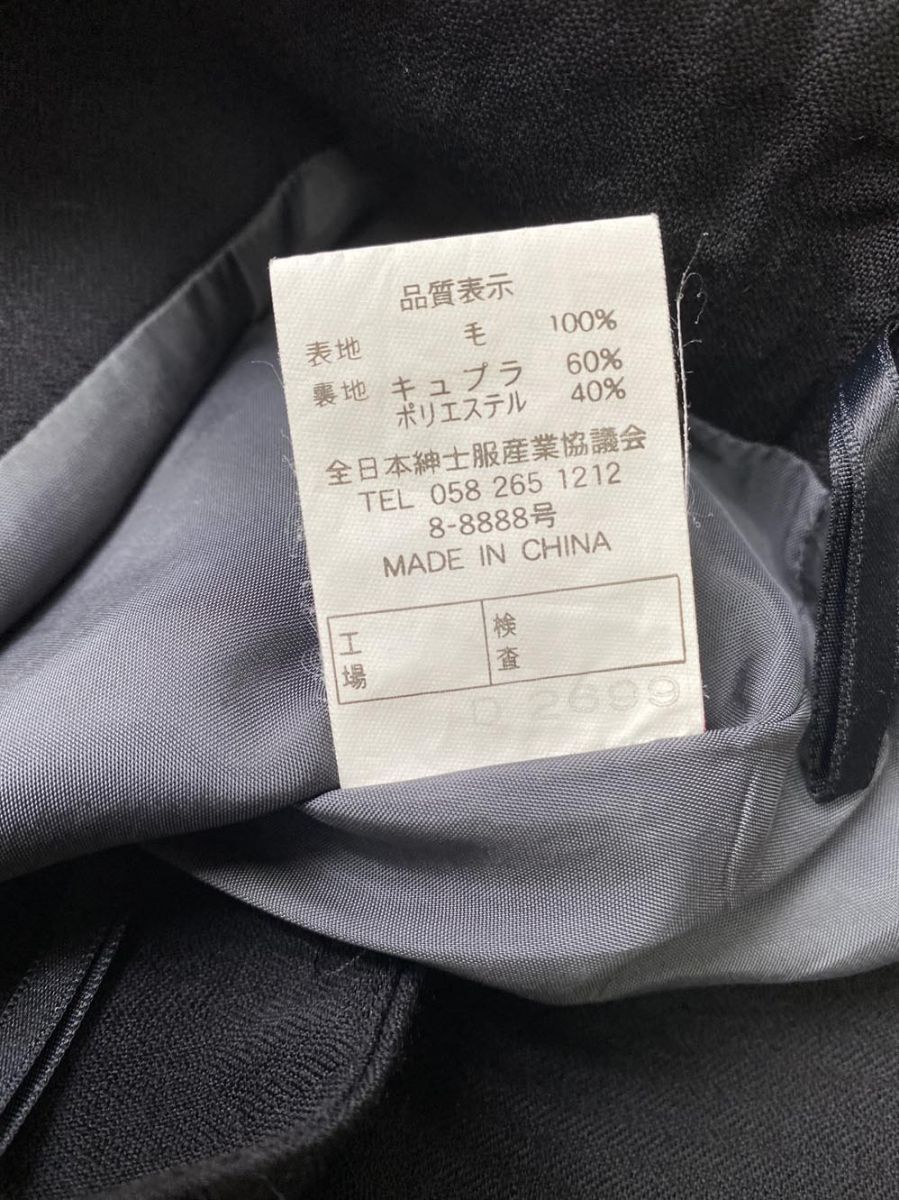 品質表示
表地 毛 100%
裏地 キュプラ 60%
ポリエステル 40%
全日本紳士服産業協議会
TEL 058 265 1212
8-8888号
MADE IN CHINA
工場 検査
D 2699